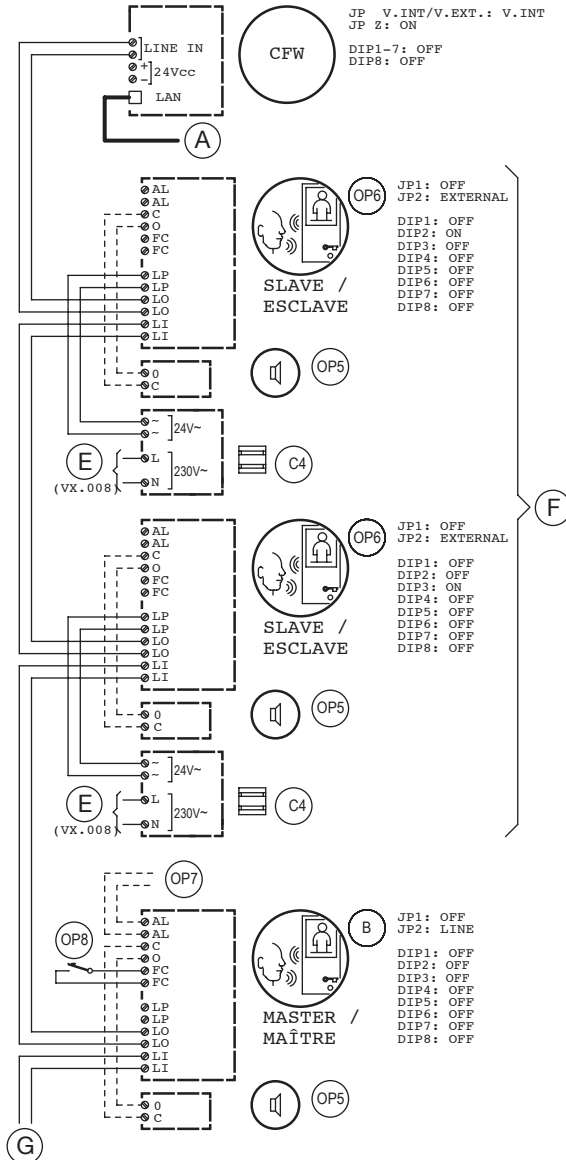 LINE IN
+
-
24Vcc
LAN
A
CFW
JP V.INT/V.EXT.: V.INT
JP Z: ON
DIP1-7: OFF
DIP8: OFF
AL
AL
C
O
FC
FC
LP
LP
LO
LO
LI
LI
SLAVE /
ESCLAVE
OP6
JP1: OFF
JP2: EXTERNAL
DIP1: OFF
DIP2: ON
DIP3: OFF
DIP4: OFF
DIP5: OFF
DIP6: OFF
DIP7: OFF
DIP8: OFF
0
C
OP5
~
~
24V~
L
N
230V~
E
(VX.008)
C4
F
AL
AL
C
O
FC
FC
LP
LP
LO
LO
LI
LI
SLAVE /
ESCLAVE
OP6
JP1: OFF
JP2: EXTERNAL
DIP1: OFF
DIP2: OFF
DIP3: ON
DIP4: OFF
DIP5: OFF
DIP6: OFF
DIP7: OFF
DIP8: OFF
0
C
OP5
~
~
24V~
L
N
230V~
E
(VX.008)
C4
OP7
OP8
AL
AL
C
O
FC
FC
LP
LP
LO
LO
LI
LI
MASTER /
MAÎTRE
B
JP1: OFF
JP2: LINE
DIP1: OFF
DIP2: OFF
DIP3: OFF
DIP4: OFF
DIP5: OFF
DIP6: OFF
DIP7: OFF
DIP8: OFF
0
C
OP5
G